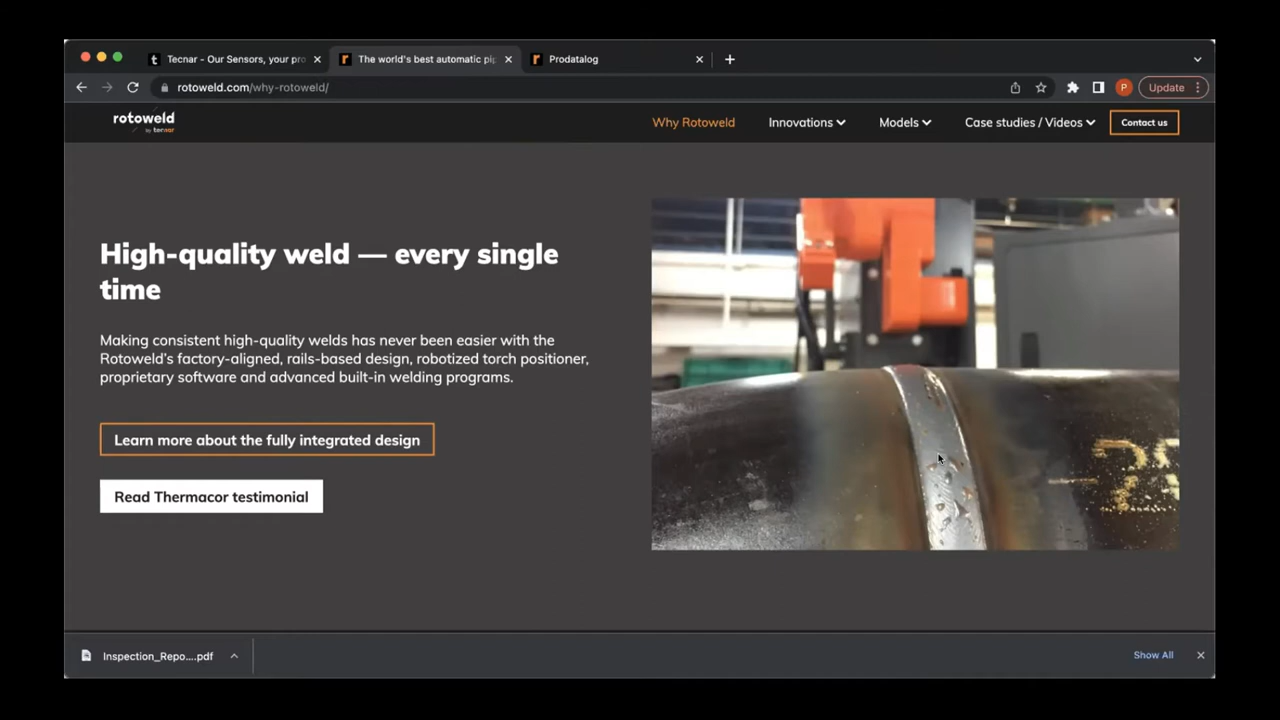 Tecnar - Our Sensors, your pro
The world's best automatic pip
Prodatalog
rotoweld.com/why-rotoweld/
P
Update
rotoweld
by tecnar
Why Rotoweld
Innovations
Models
Case studies / Videos
Contact us
High-quality weld — every single
time
Making consistent high-quality welds has never been easier with the
Rotoweld's factory-aligned, rails-based design, robotized torch positioner,
proprietary software and advanced built-in welding programs.
Learn more about the fully integrated design
Read Thermacor testimonial
Inspection_Repo....pdf
Show All